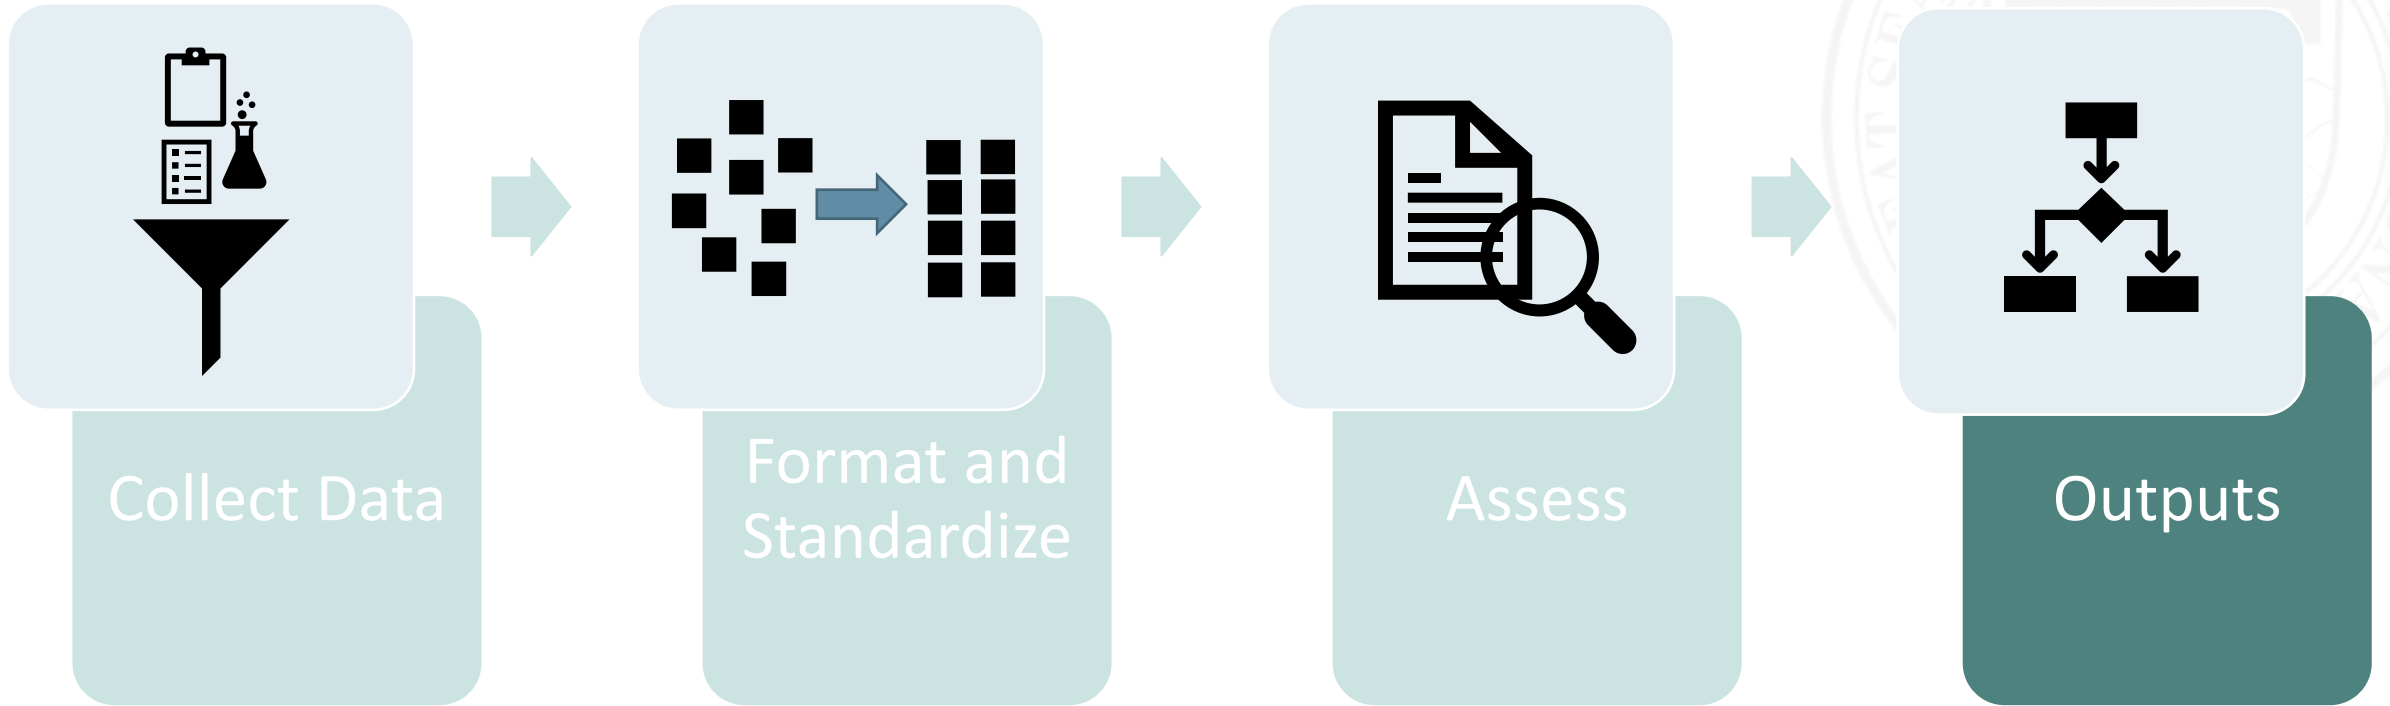 Collect Data
Format and
Standardize
Assess
Outputs